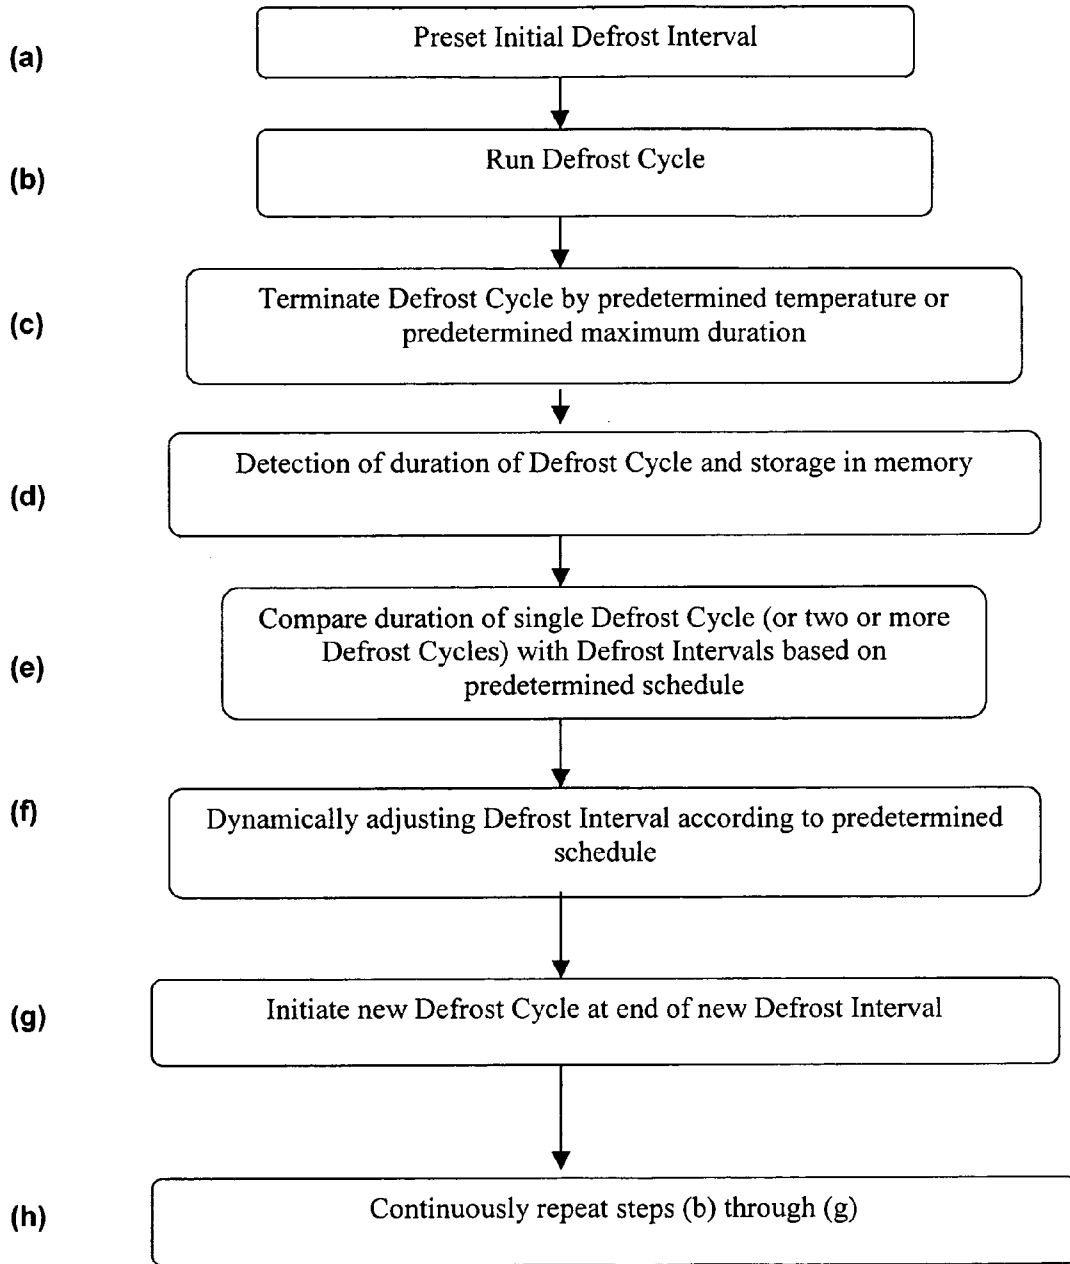 (a)
Preset Initial Defrost Interval
(b)
Run Defrost Cycle
(c)
Terminate Defrost Cycle by predetermined temperature or
predetermined maximum duration
(d)
Detection of duration of Defrost Cycle and storage in memory
(e)
Compare duration of single Defrost Cycle (or two or more
Defrost Cycles) with Defrost Intervals based on
predetermined schedule
(f)
Dynamically adjusting Defrost Interval according to predetermined
schedule
(g)
Initiate new Defrost Cycle at end of new Defrost Interval
(h)
Continuously repeat steps (b) through (g)